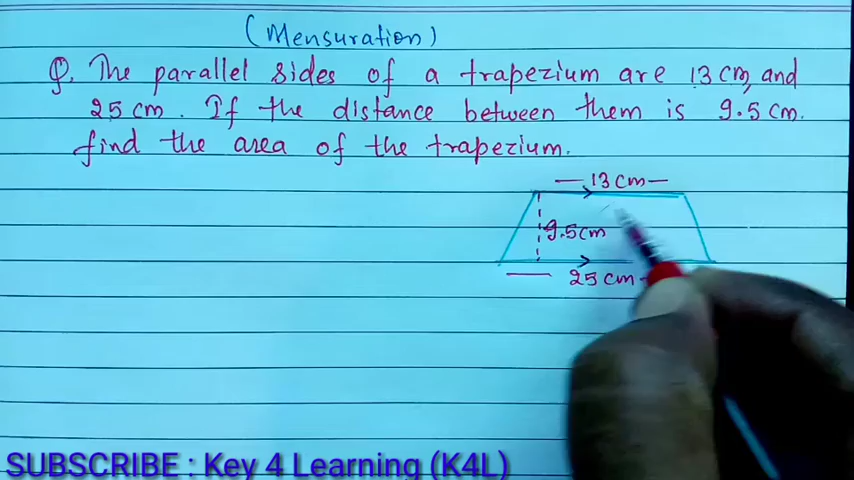 (Mensuration)
Q. The parallel sides of a trapezium are 13 cm, and
25 cm. If the distance between them is 9.5 cm.
find the area of the trapezium.
13 cm
9.5 cm
25 cm
SUBSCRIBE : Key 4 Learning (K4L)